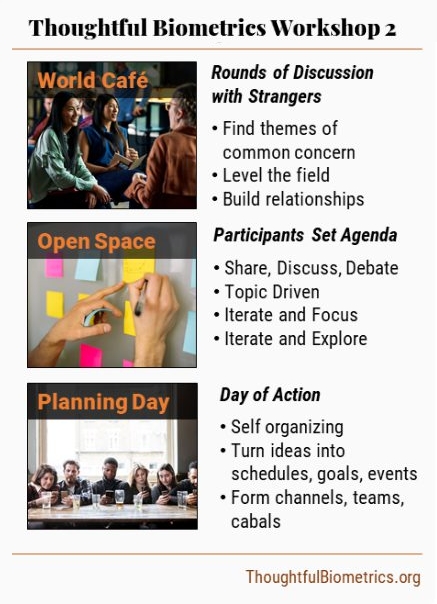 Thoughtful Biometrics Workshop 2
World Café
Rounds of Discussion
with Strangers
• Find themes of
common concern
• Level the field
• Build relationships
Open Space
Participants Set Agenda
• Share, Discuss, Debate
• Topic Driven
• Iterate and Focus
• Iterate and Explore
Planning Day
Day of Action
• Self organizing
• Turn ideas into
schedules, goals, events
• Form channels, teams,
cabals
ThoughtfulBiometrics.org